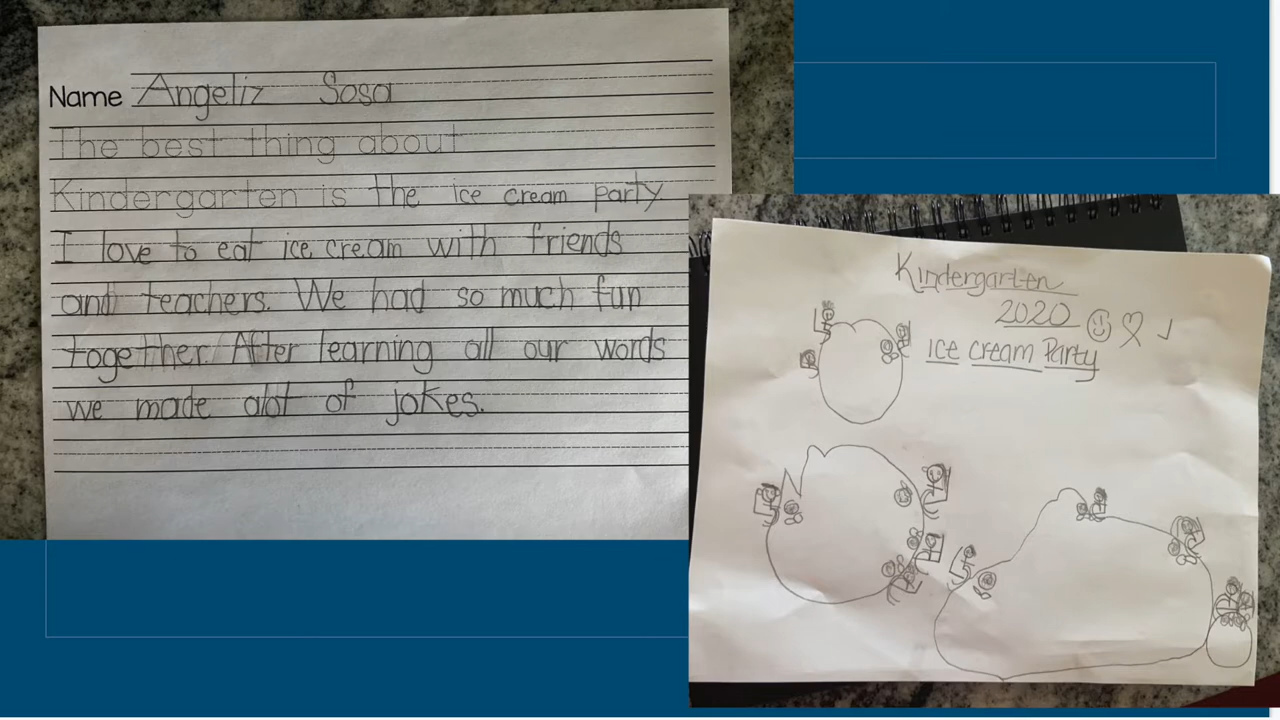 Name Angeliz Sosa
The best thing about
Kindergarten is the ice cream party.
I love to eat ice cream with friends
and teachers. We had so much fun
together. After learning all our words
we made alot of jokes.
Kindergarten
2020
ice cream Party